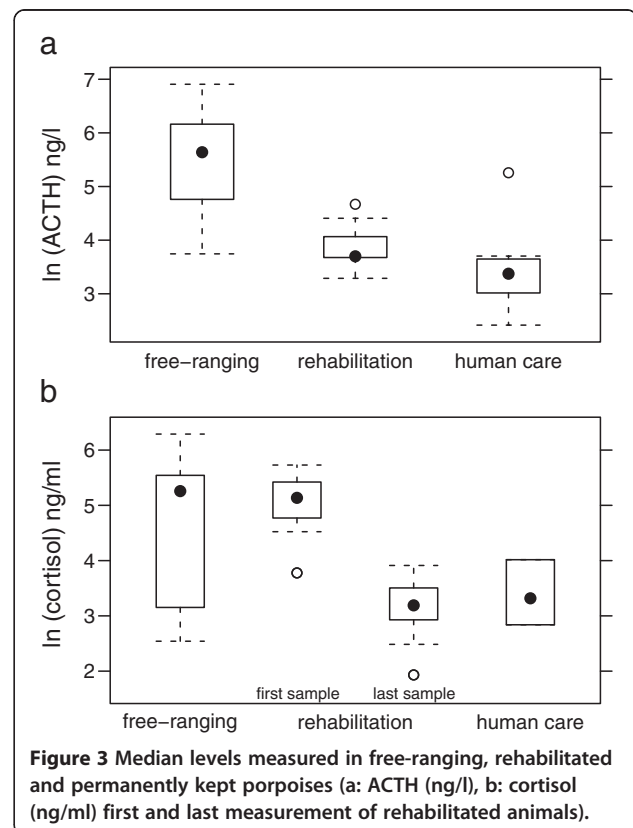 a
7
6
5
4
3
ln (ACTH) ng/l
free−ranging rehabilitation human care
b
6
5
4
3
2
ln (cortisol) ng/ml
first sample last sample
free−ranging rehabilitation human care
Figure 3 Median levels measured in free-ranging, rehabilitated
and permanently kept porpoises (a: ACTH (ng/l), b: cortisol
(ng/ml) first and last measurement of rehabilitated animals).